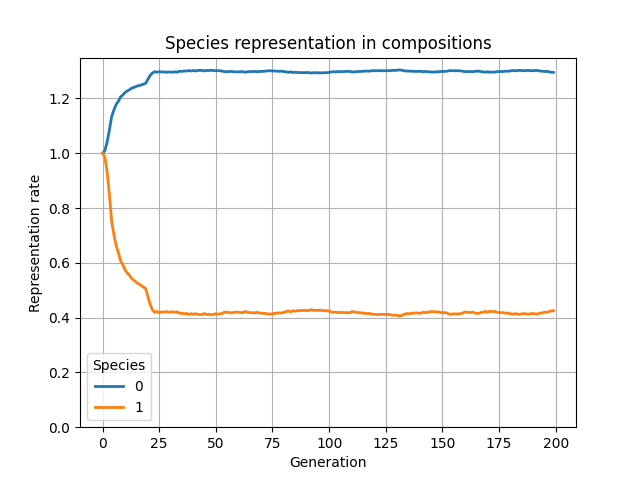 Species representation in compositions
Representation rate
1.2
1.0
0.8
0.6
0.4
0.2
0.0
Species
0
1
0 25 50 75 100 125 150 175 200
Generation